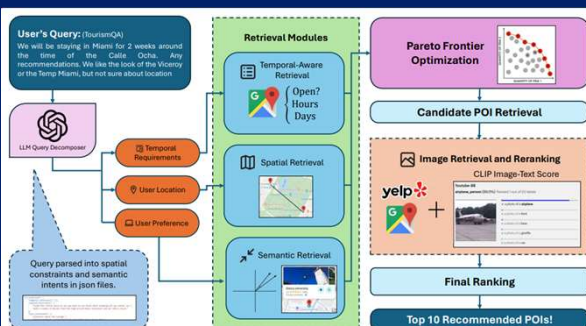 User's Query: (TourismQA)
We will be staying in Miami for 2 weeks around
the time of the Calle Ocha. Any
recommendations. We like the look of the Viceroy
or the Temp Miami, but not sure about location
LLM Query Decomposer
Query parsed into spatial
constraints and semantic
intents in json files.
Temporal
Requirements
User Location
User Preference
Retrieval Modules
Temporal-Aware
Retrieval
Open?
Hours
Days
Spatial Retrieval
Semantic Retrieval
Pareto Frontier
Optimization
Candidate POI Retrieval
Image Retrieval and Reranking
CLIP Image-Text Score
yelp
Final Ranking
Top 10 Recommended POIs!